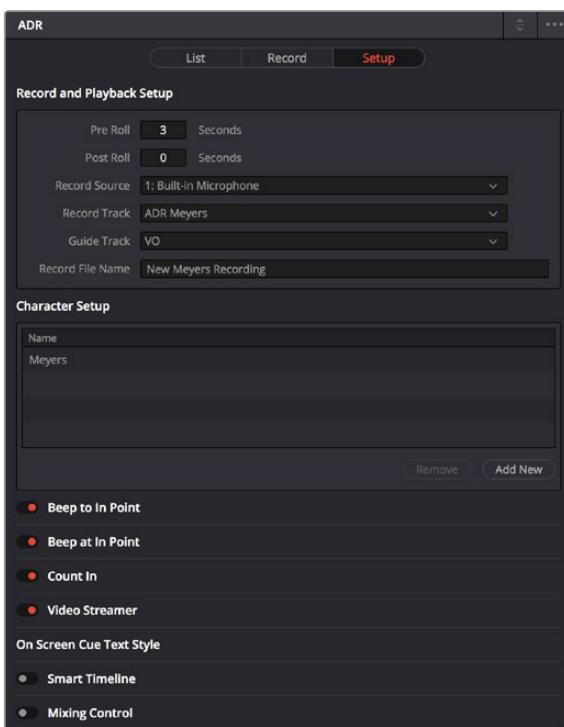 ADR
List Record Setup
Record and Playback Setup
Pre Roll 3 Seconds
Post Roll 0 Seconds
Record Source 1: Built-in Microphone
Record Track ADR Meyers
Guide Track VO
Record File Name New Meyers Recording
Character Setup
Name
Meyers
Remove Add New
Beep to In Point
Beep at In Point
Count In
Video Streamer
On Screen Cue Text Style
Smart Timeline
Mixing Control